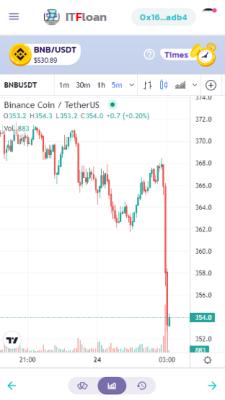 ITFloan
0x16...adb4
BNB/USDT
$530.89
Times
BNBUSDT 1m 30m 1h 5m
Binance Coin / TetherUS
O353.2 H354.3 L353.2 C354.0 +0.7 (+0.20%)
Vol 883
374.0
372.0
370.0
368.0
366.0
364.0
362.0
360.0
358.0
356.0
354.0
352.0
883
21:00 24 03:00